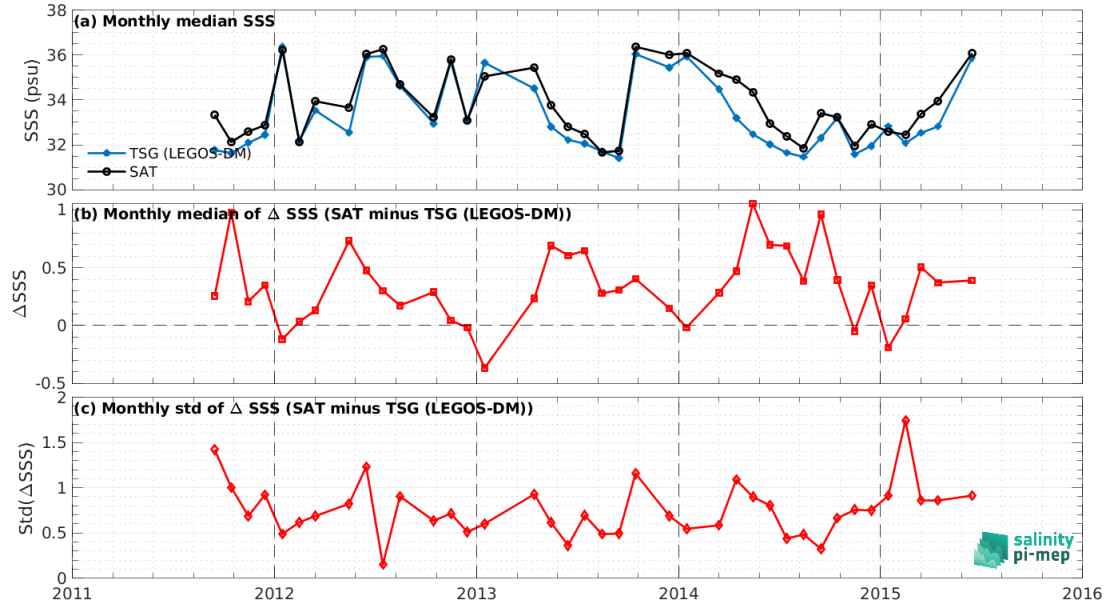 (a) Monthly median SSS
38
36
34
32
30
SSS (psu)
TSG (LEGOS-DM)
SAT
(b) Monthly median of Δ SSS (SAT minus TSG (LEGOS-DM))
1
0.5
0
-0.5
ΔSSS
(c) Monthly std of Δ SSS (SAT minus TSG (LEGOS-DM))
2
1.5
1
0.5
0
Std(ΔSSS)
salinity
pi-mep
2011 2012 2013 2014 2015 2016